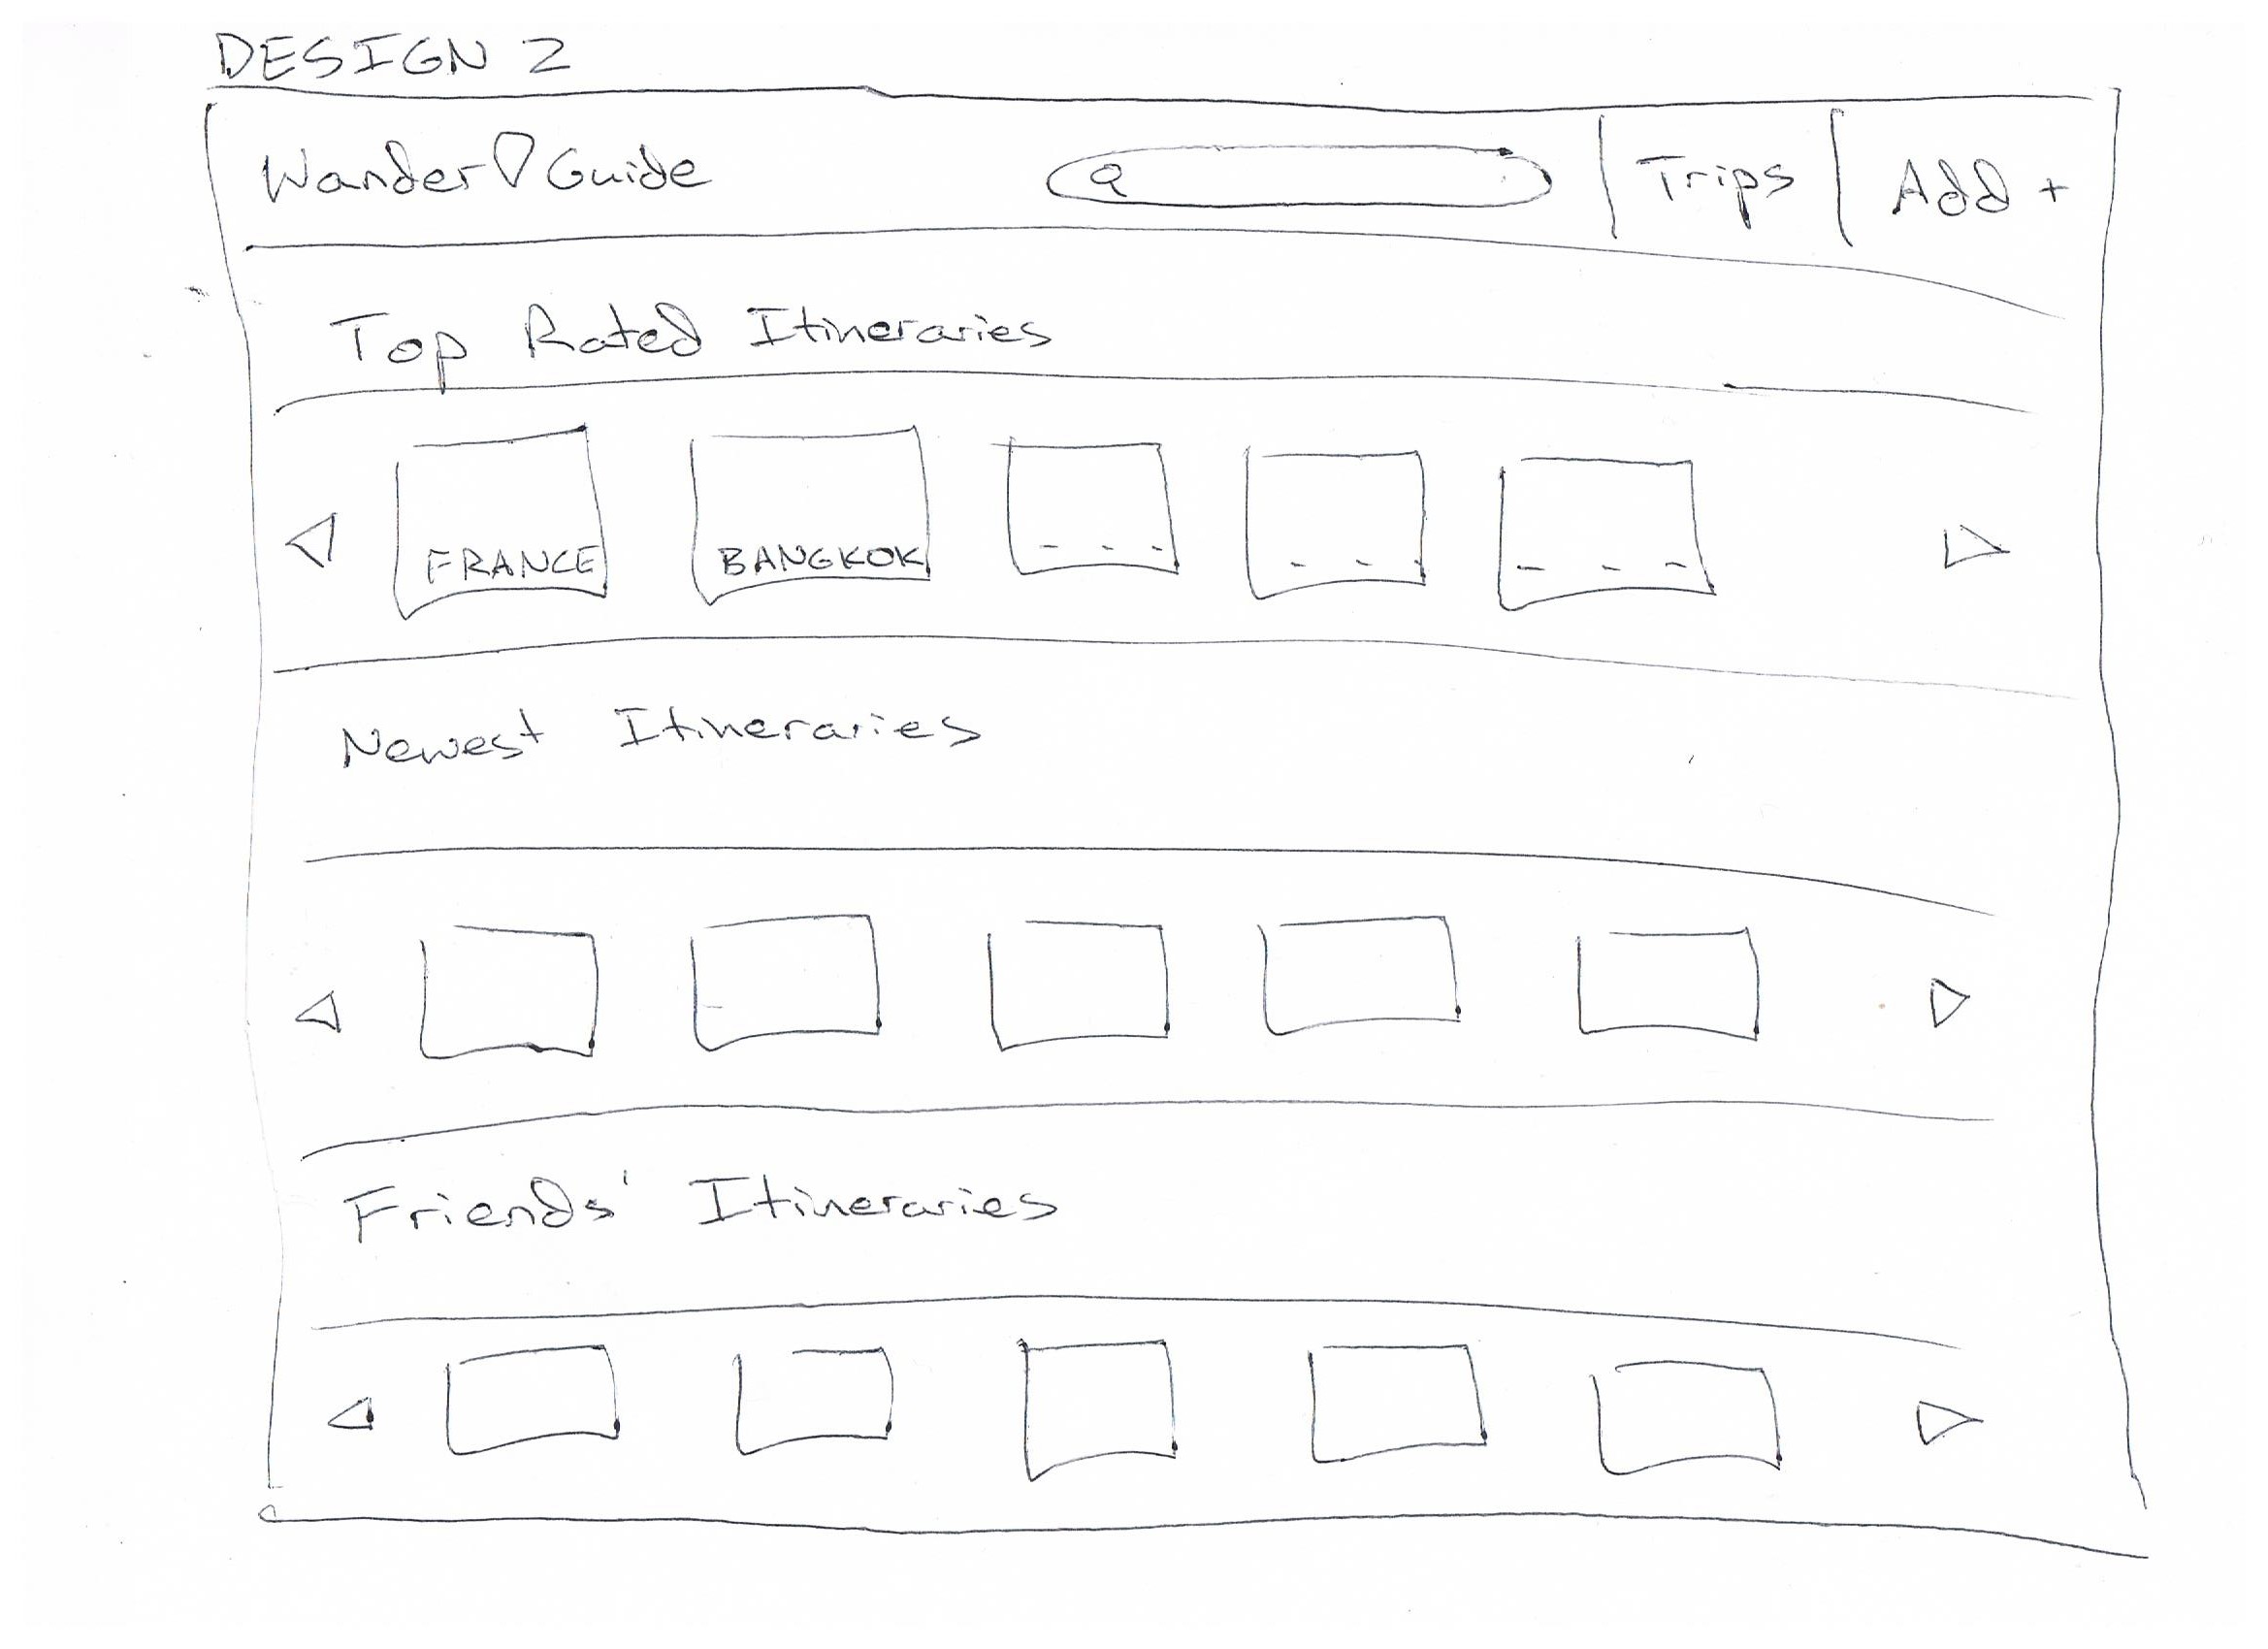 DESIGN 2
Wander Guide Trips Add +
Top Rated Itineraries
FRANCE BANGKOK - - - - - - - - -
Newest Itineraries
Friends' Itineraries